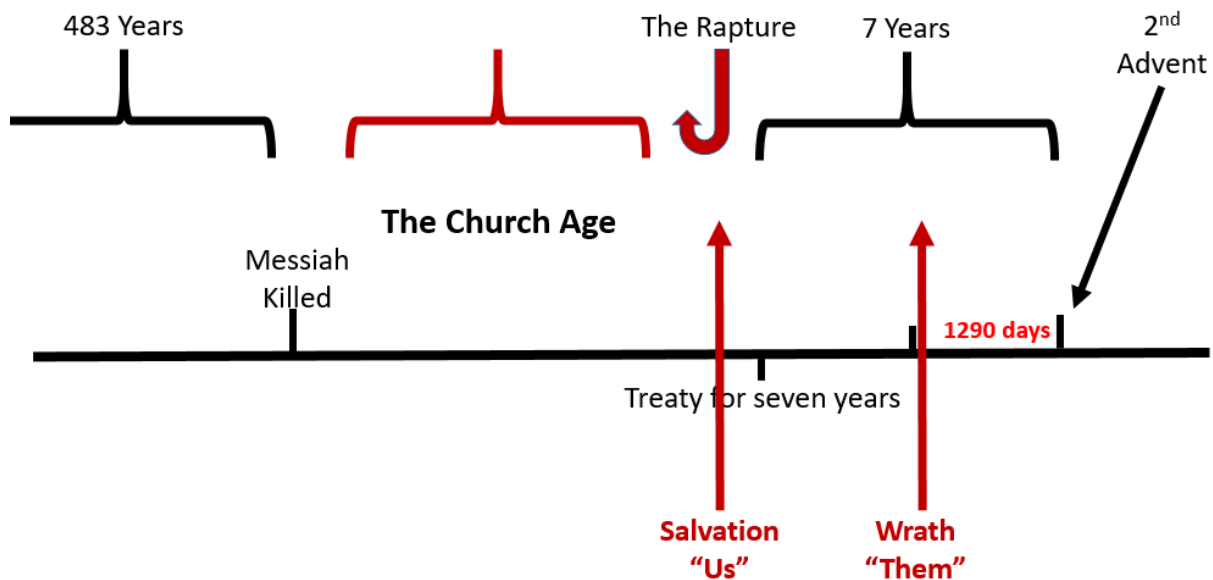 483 Years
The Rapture
7 Years
2nd
Advent
The Church Age
Messiah
Killed
1290 days
Treaty for seven years
Salvation
“Us”
Wrath
“Them”